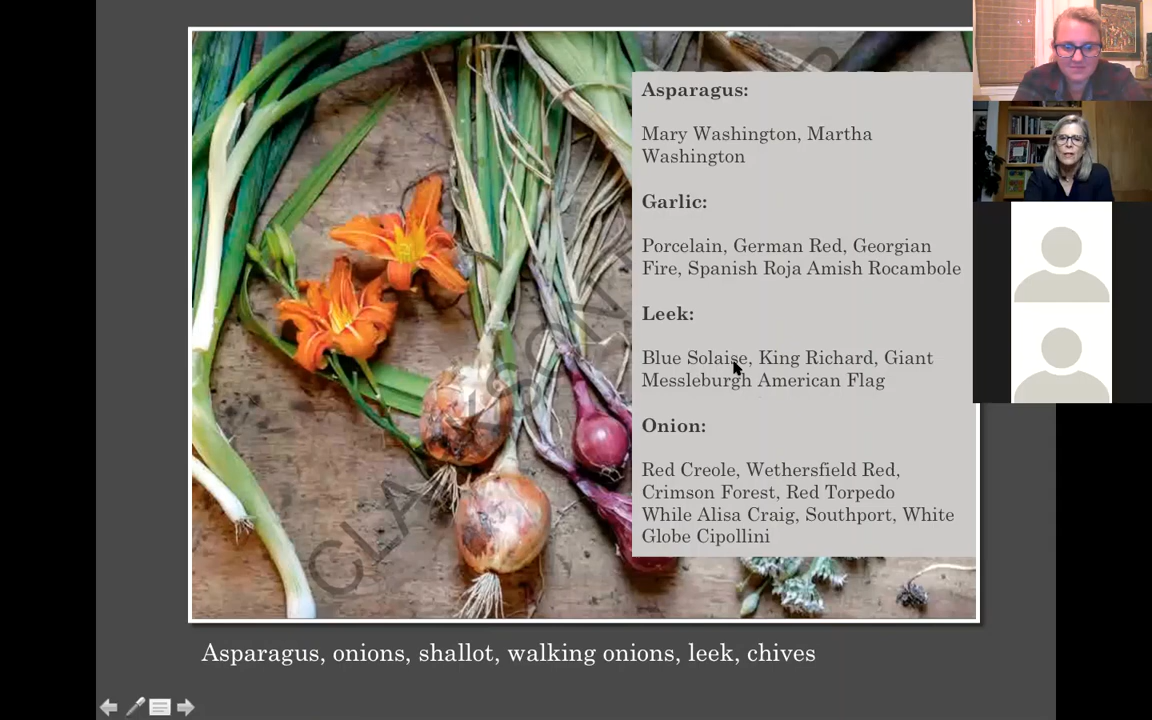 Asparagus:
Mary Washington, Martha
Washington
Garlic:
Porcelain, German Red, Georgian
Fire, Spanish Roja Amish Rocambole
Leek:
Blue Solaise, King Richard, Giant
Messleburgh American Flag
Onion:
Red Creole, Wethersfield Red,
Crimson Forest, Red Torpedo
While Alisa Craig, Southport, White
Globe Cipollini
Asparagus, onions, shallot, walking onions, leek, chives